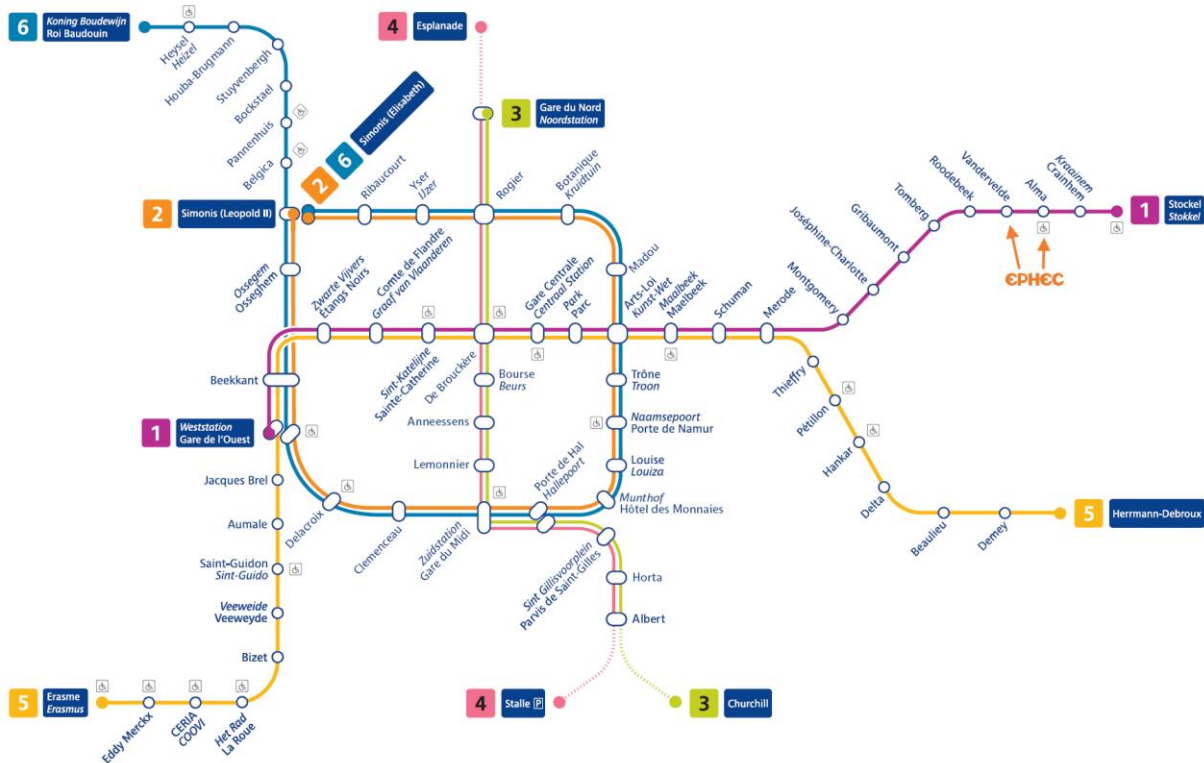 6
Koning Boudewijn
Roi Baudouin
Heysel
Heizel
Houba-Brugmann
Stuyvenbergh
Bockstael
Pannenhuis
Belgica
4
Esplanade
3
Gare du Nord
Noordstation
2
6
Simonis (Elisabeth)
2
Simonis (Leopold II)
Ribaucourt
Yser
IJzer
Rogier
Botanique
Kruidtuin
Madou
Ossegem
Osseghem
Zwarte Vijvers
Étangs Noirs
Comte de Flandre
Graaf van Vlaanderen
Sint-Katelijne
Sainte-Catherine
De Brouckère
Gare Centrale
Centraal Station
Park
Parc
Arts-Loi
Kunst-Wet
Maalbeek
Maelbeek
Schuman
Merode
Montgomery
Joséphine-Charlotte
Gribaumont
Tomberg
Roodebeek
Vandervelde
Alma
Kraainem
Crainhem
1
Stockel
Stokkel
EPHEC
Beekkant
1
Weststation
Gare de l'Ouest
Bourse
Beurs
Anneessens
Lemonnier
Trône
Troon
Naamsepoort
Porte de Namur
Louise
Louiza
Munthof
Hôtel des Monnaies
Porte de Hal
Hallepoort
Zuidstation
Gare du Midi
Clemenceau
Delacroix
Sint Gillisvoorplein
Parvis de Saint-Gilles
Horta
Albert
Thieffry
Pétillon
Hankar
Delta
Beaulieu
Demey
5
Herrmann-Debroux
Jacques Brel
Aumale
Saint-Guidon
Sint-Guido
Veeweide
Veeweyde
Bizet
5
Erasme
Erasmus
Eddy Merckx
CERIA
COOVI
Het Rad
La Roue
4
Stalle P
3
Churchill